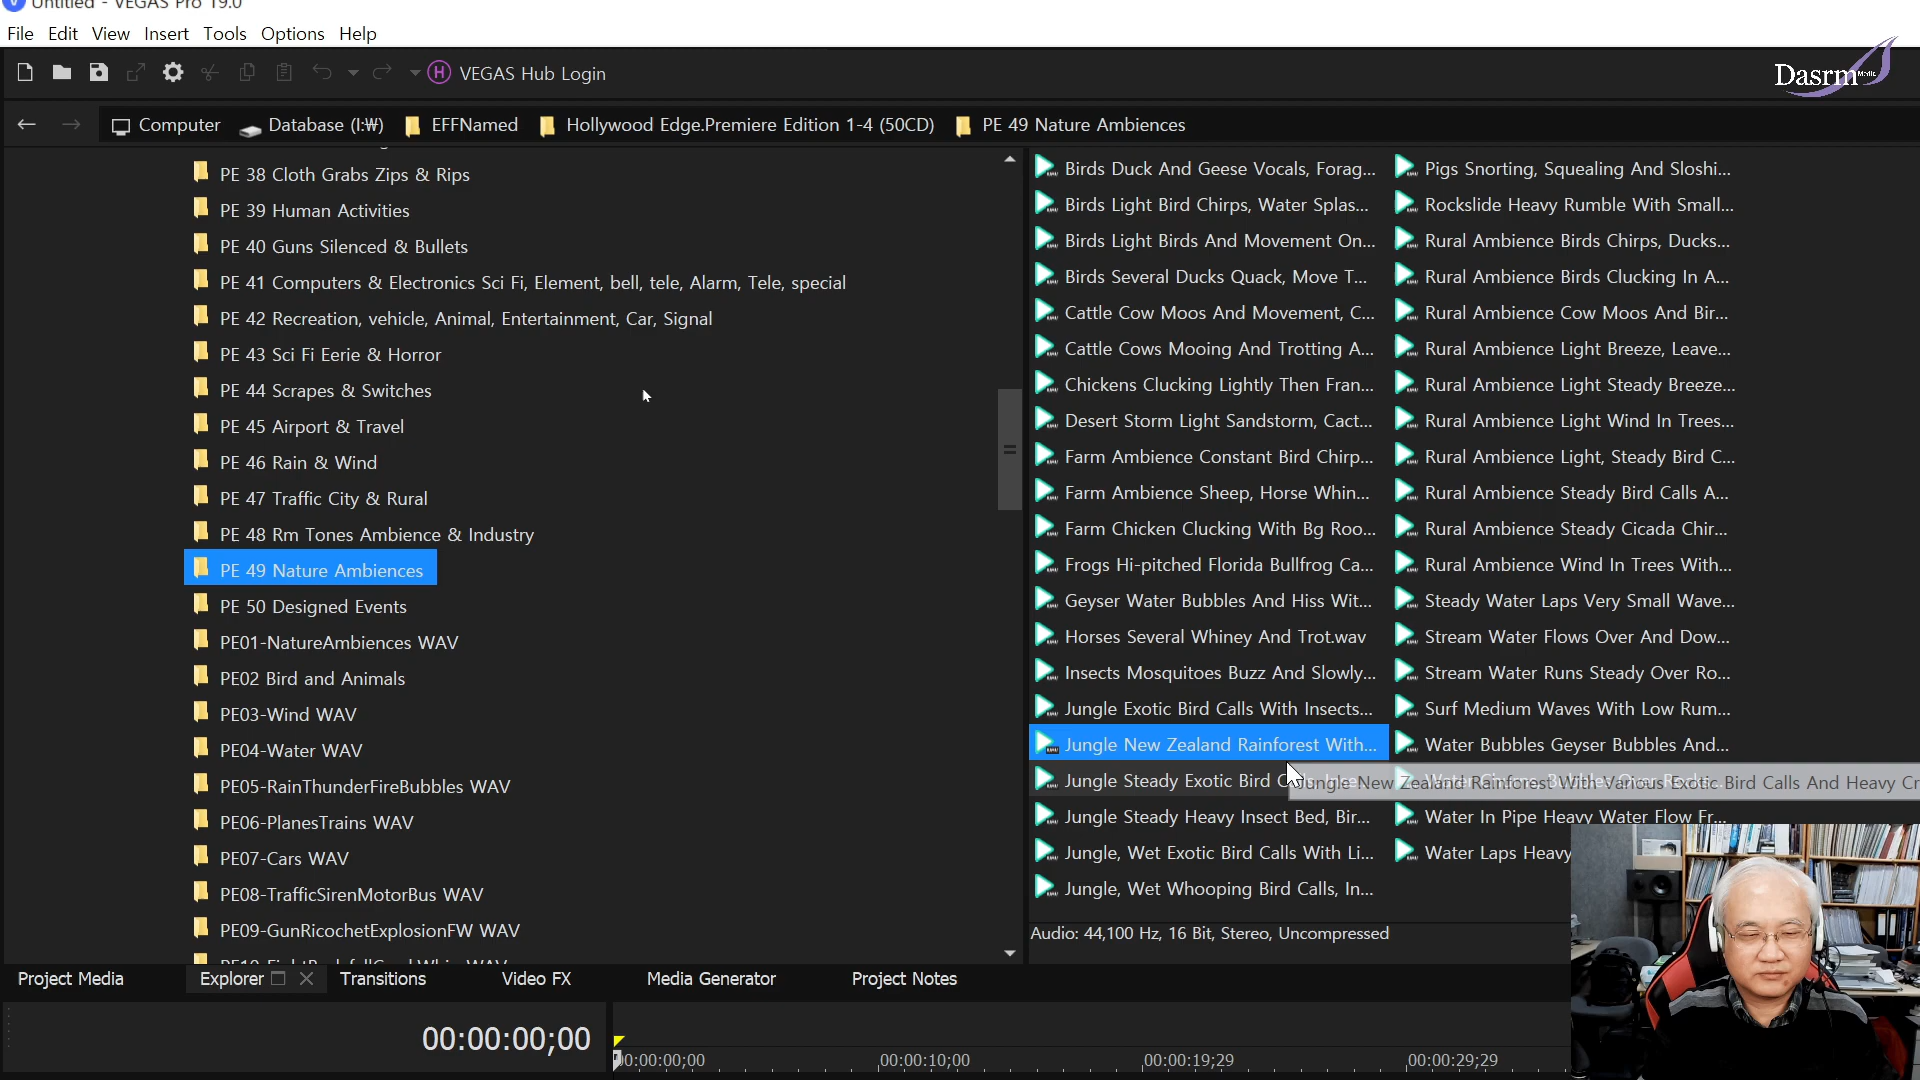 Untitled - VEGAS Pro 19.0
File Edit View Insert Tools Options Help
VEGAS Hub Login
Dasrm Media
Computer Database (I:₩) EFFNamed Hollywood Edge.Premiere Edition 1-4 (50CD) PE 49 Nature Ambiences
PE 38 Cloth Grabs Zips & Rips
PE 39 Human Activities
PE 40 Guns Silenced & Bullets
PE 41 Computers & Electronics Sci Fi, Element, bell, tele, Alarm, Tele, special
PE 42 Recreation, vehicle, Animal, Entertainment, Car, Signal
PE 43 Sci Fi Eerie & Horror
PE 44 Scrapes & Switches
PE 45 Airport & Travel
PE 46 Rain & Wind
PE 47 Traffic City & Rural
PE 48 Rm Tones Ambience & Industry
PE 49 Nature Ambiences
PE 50 Designed Events
PE01-NatureAmbiences WAV
PE02 Bird and Animals
PE03-Wind WAV
PE04-Water WAV
PE05-RainThunderFireBubbles WAV
PE06-PlanesTrains WAV
PE07-Cars WAV
PE08-TrafficSirenMotorBus WAV
PE09-GunRicochetExplosionFW WAV
Birds Duck And Geese Vocals, Forag...
Birds Light Bird Chirps, Water Splas...
Birds Light Birds And Movement On...
Birds Several Ducks Quack, Move T...
Cattle Cow Moos And Movement, C...
Cattle Cows Mooing And Trotting A...
Chickens Clucking Lightly Then Fran...
Desert Storm Light Sandstorm, Cact...
Farm Ambience Constant Bird Chirp...
Farm Ambience Sheep, Horse Whin...
Farm Chicken Clucking With Bg Roo...
Frogs Hi-pitched Florida Bullfrog Ca...
Geyser Water Bubbles And Hiss Wit...
Horses Several Whiney And Trot.wav
Insects Mosquitoes Buzz And Slowly...
Jungle Exotic Bird Calls With Insects...
Jungle New Zealand Rainforest With...
Jungle Steady Exotic Bird
Jungle Steady Heavy Insect Bed, Bir...
Jungle, Wet Exotic Bird Calls With Li...
Jungle, Wet Whooping Bird Calls, In...
Pigs Snorting, Squealing And Sloshi...
Rockslide Heavy Rumble With Small...
Rural Ambience Birds Chirps, Ducks...
Rural Ambience Birds Clucking In A...
Rural Ambience Cow Moos And Bir...
Rural Ambience Light Breeze, Leave...
Rural Ambience Light Steady Breeze...
Rural Ambience Light Wind In Trees...
Rural Ambience Light, Steady Bird C...
Rural Ambience Steady Bird Calls A...
Rural Ambience Steady Cicada Chir...
Rural Ambience Wind In Trees With...
Steady Water Laps Very Small Wave...
Stream Water Flows Over And Dow...
Stream Water Runs Steady Over Ro...
Surf Medium Waves With Low Rum...
Water Bubbles Geyser Bubbles And...
Jungle New Zealand Rainforest With Various Exotic Bird Calls And Heavy Cr
Water In Pipe Heavy Water Flow Fr...
Water Laps Heavy
Audio: 44,100 Hz, 16 Bit, Stereo, Uncompressed
Project Media Explorer Transitions Video FX Media Generator Project Notes
00:00:00;00
00:00:00;00 00:00:10;00 00:00:19;29 00:00:29;29